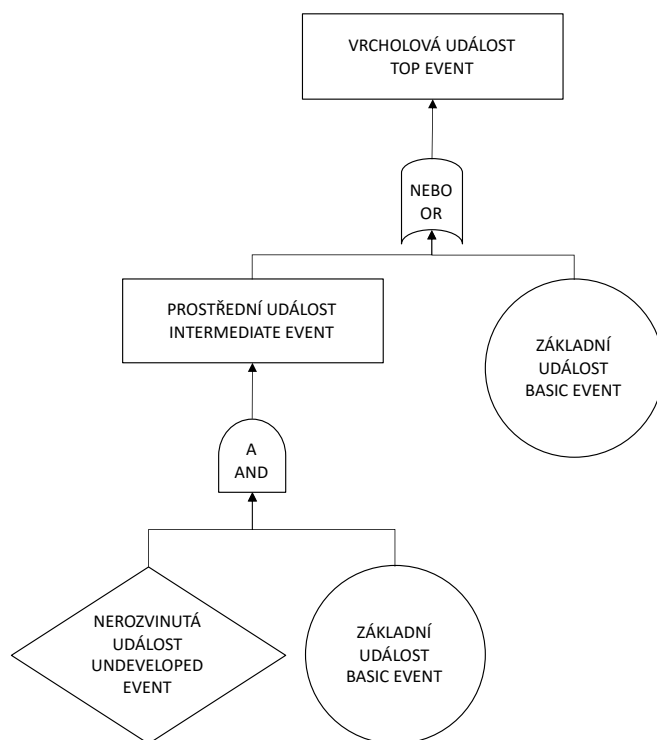 VRCHOLOVÁ UDÁLOST
TOP EVENT
NEBO
OR
PROSTŘEDNÍ UDÁLOST
INTERMEDIATE EVENT
ZÁKLADNÍ
UDÁLOST
BASIC EVENT
A
AND
NEROZVINUTÁ
UDÁLOST
UNDEVELOPED
EVENT
ZÁKLADNÍ
UDÁLOST
BASIC EVENT